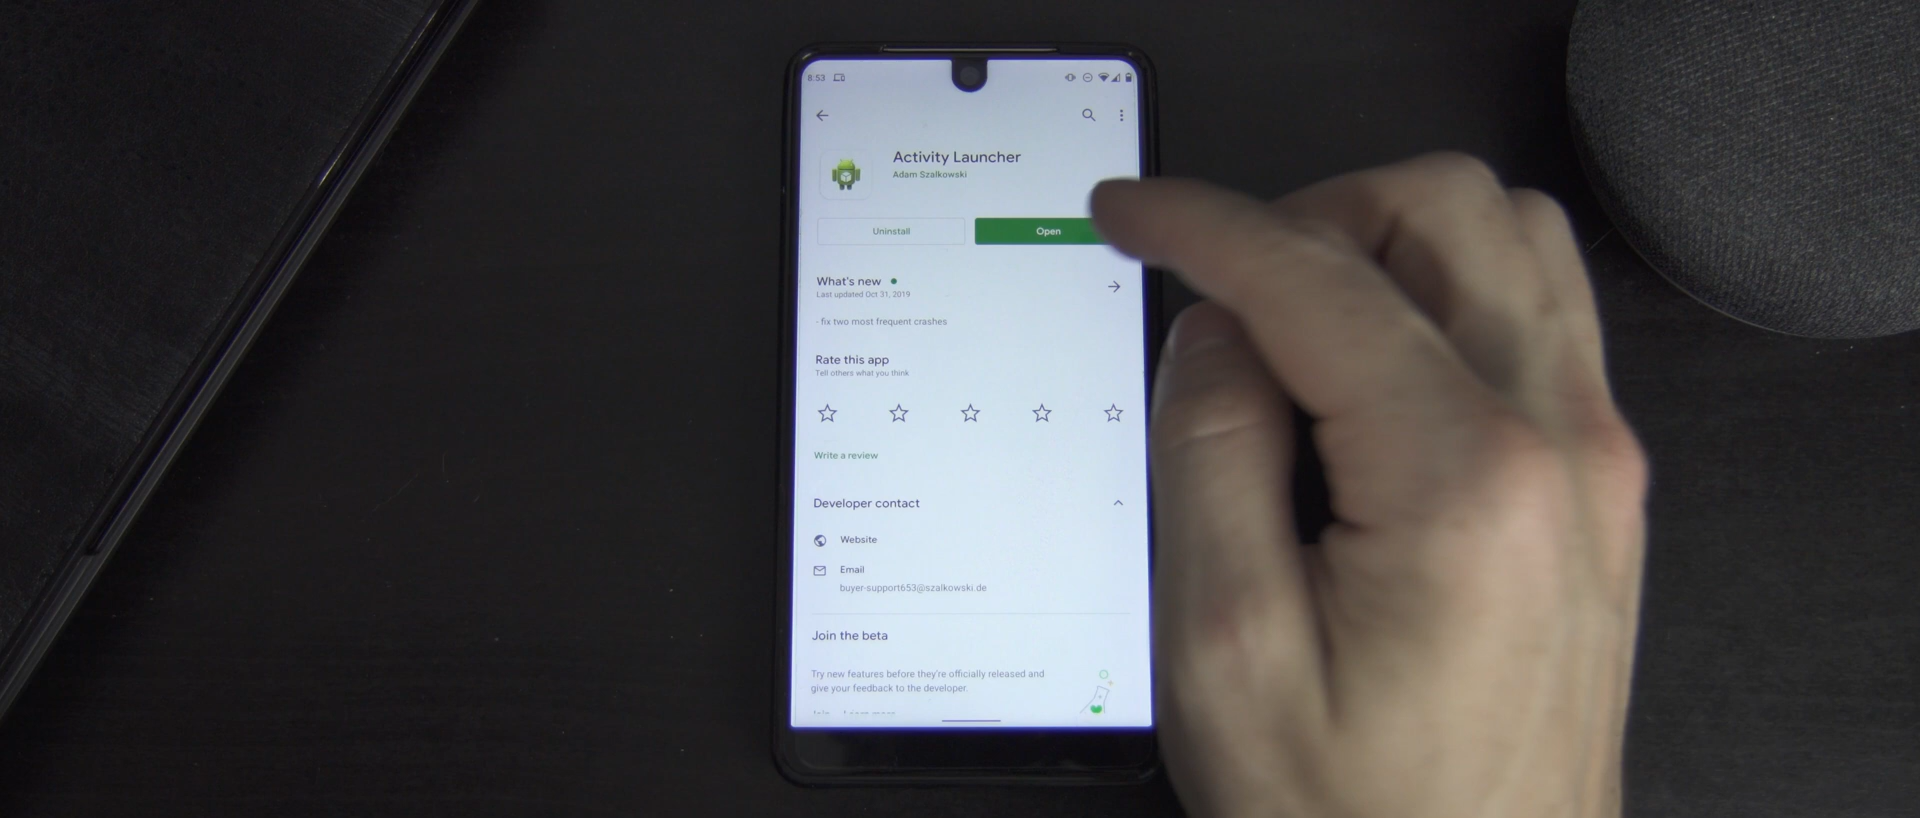 8:53
Activity Launcher
Adam Szalkowski
Uninstall
Open
What's new
Last updated Oct 31, 2019
- fix two most frequent crashes
Rate this app
Tell others what you think
Write a review
Developer contact
Website
Email
buyer-support653@szalkowski.de
Join the beta
Try new features before they're officially released and
give your feedback to the developer.